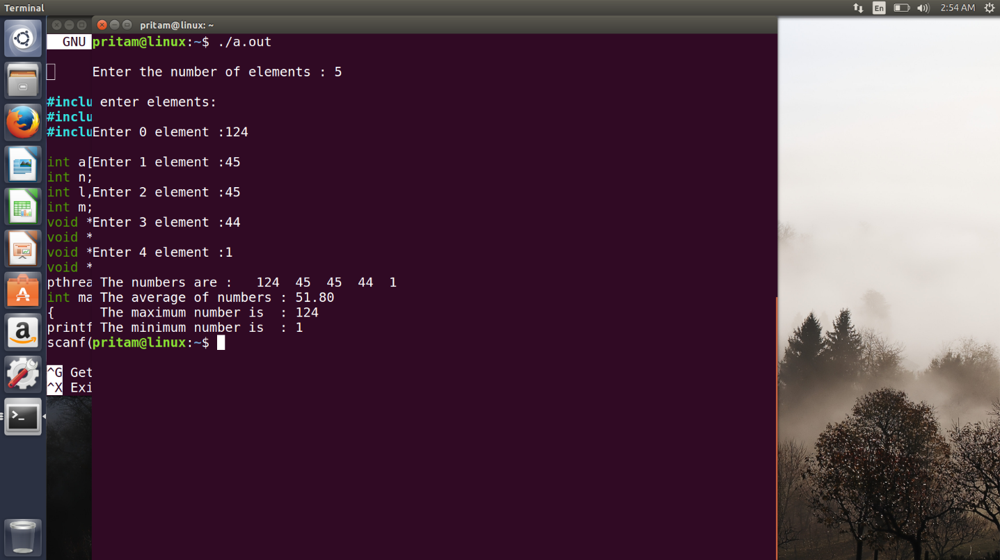 Terminal
En
2:54 AM
pritam@linux: ~
GNU
pritam@linux:~$ ./a.out
Enter the number of elements : 5
#inclu
enter elements:
#inclu
#inclu
Enter 0 element :124
int a[
Enter 1 element :45
int n;
int l,
Enter 2 element :45
int m;
void *
Enter 3 element :44
void *
void *
Enter 4 element :1
void *
pthrea
The numbers are :   124  45  45  44  1
int ma
The average of numbers : 51.80
{
The maximum number is  : 124
printf
The minimum number is  : 1
scanf(
pritam@linux:~$
^G Get
^X Exi